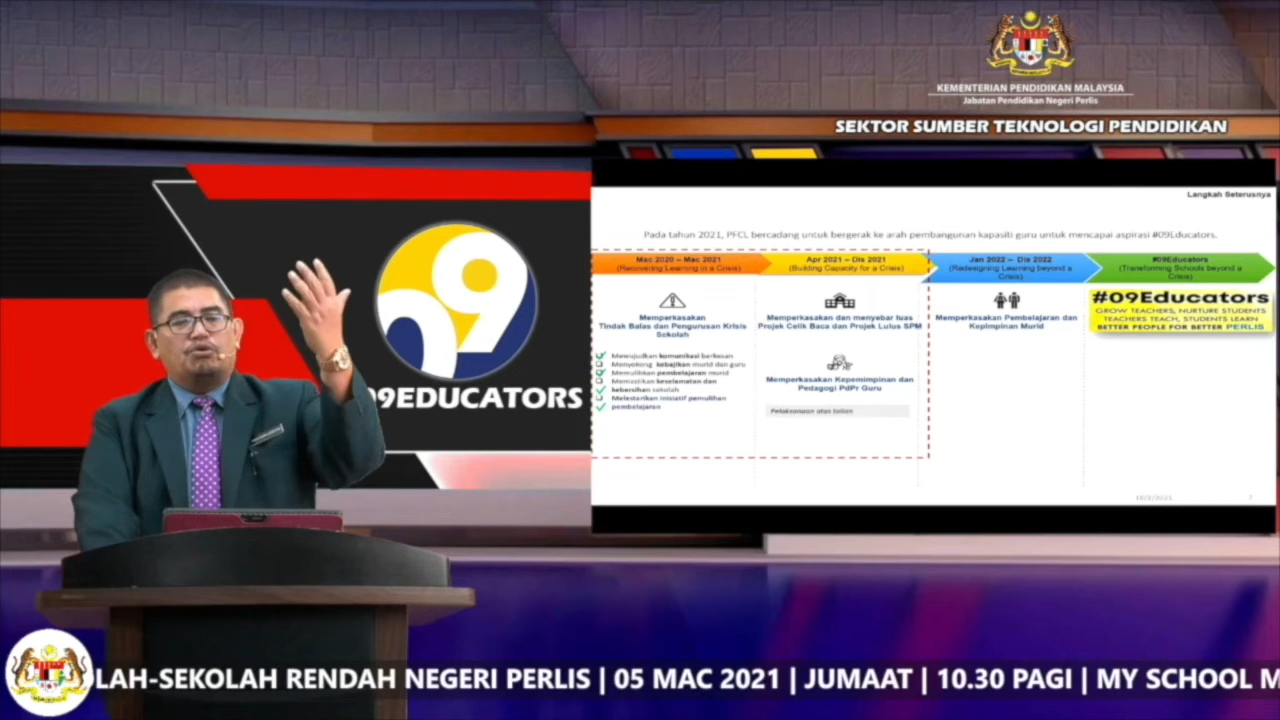 KEMENTERIAN PENDIDIKAN MALAYSIA
Jabatan Pendidikan Negeri Perlis
SEKTOR SUMBER TEKNOLOGI PENDIDIKAN
09EDUCATORS
Langkah Seterusnya
Pada tahun 2021, PFCL bercadang untuk bergerak ke arah pembangunan kapasiti guru untuk mencapai aspirasi #09Educators.
Mac 2020 – Mac 2021
(Recovering Learning in a Crisis)
Apr 2021 – Dis 2021
(Building Capacity for a Crisis)
Jan 2022 – Dis 2022
(Redesigning Learning beyond a
Crisis)
#09Educators
(Transforming Schools beyond a
Crisis)
Memperkasakan
Tindak Balas dan Pengurusan Krisis
Sekolah
Mewujudkan komunikasi berkesan
Menyokong kebajikan murid dan guru
Memulihkan pembelajaran murid
Memastikan keselamatan dan
kebersihan sekolah
Melestarikan inisiatif pemulihan
pembelajaran
Memperkasakan dan menyebar luas
Projek Celik Baca dan Projek Lulus SPM
Memperkasakan Kepemimpinan dan
Pedagogi PdPr Guru
Pelaksanaan atas talian
Memperkasakan Pembelajaran dan
Kepimpinan Murid
#09Educators
GROW TEACHERS, NURTURE STUDENTS
TEACHERS TEACH, STUDENTS LEARN
BETTER PEOPLE FOR BETTER PERLIS
7
LAH-SEKOLAH RENDAH NEGERI PERLIS | 05 MAC 2021 | JUMAAT | 10.30 PAGI | MY SCHOOL M